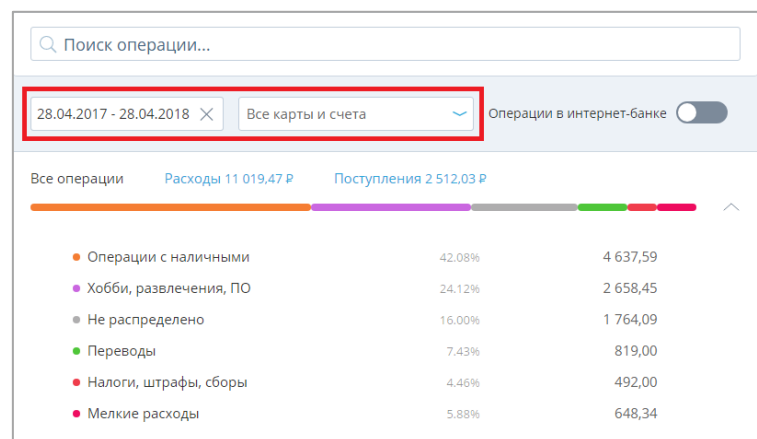 Поиск операции...
28.04.2017 - 28.04.2018 Все карты и счета Операции в интернет-банке
Все операции Расходы 11 019,47 ₽ Поступления 2 512,03 ₽
Операции с наличными 42.08% 4 637,59
Хобби, развлечения, ПО 24.12% 2 658,45
Не распределено 16.00% 1 764,09
Переводы 7.43% 819,00
Налоги, штрафы, сборы 4.46% 492,00
Мелкие расходы 5.88% 648,34